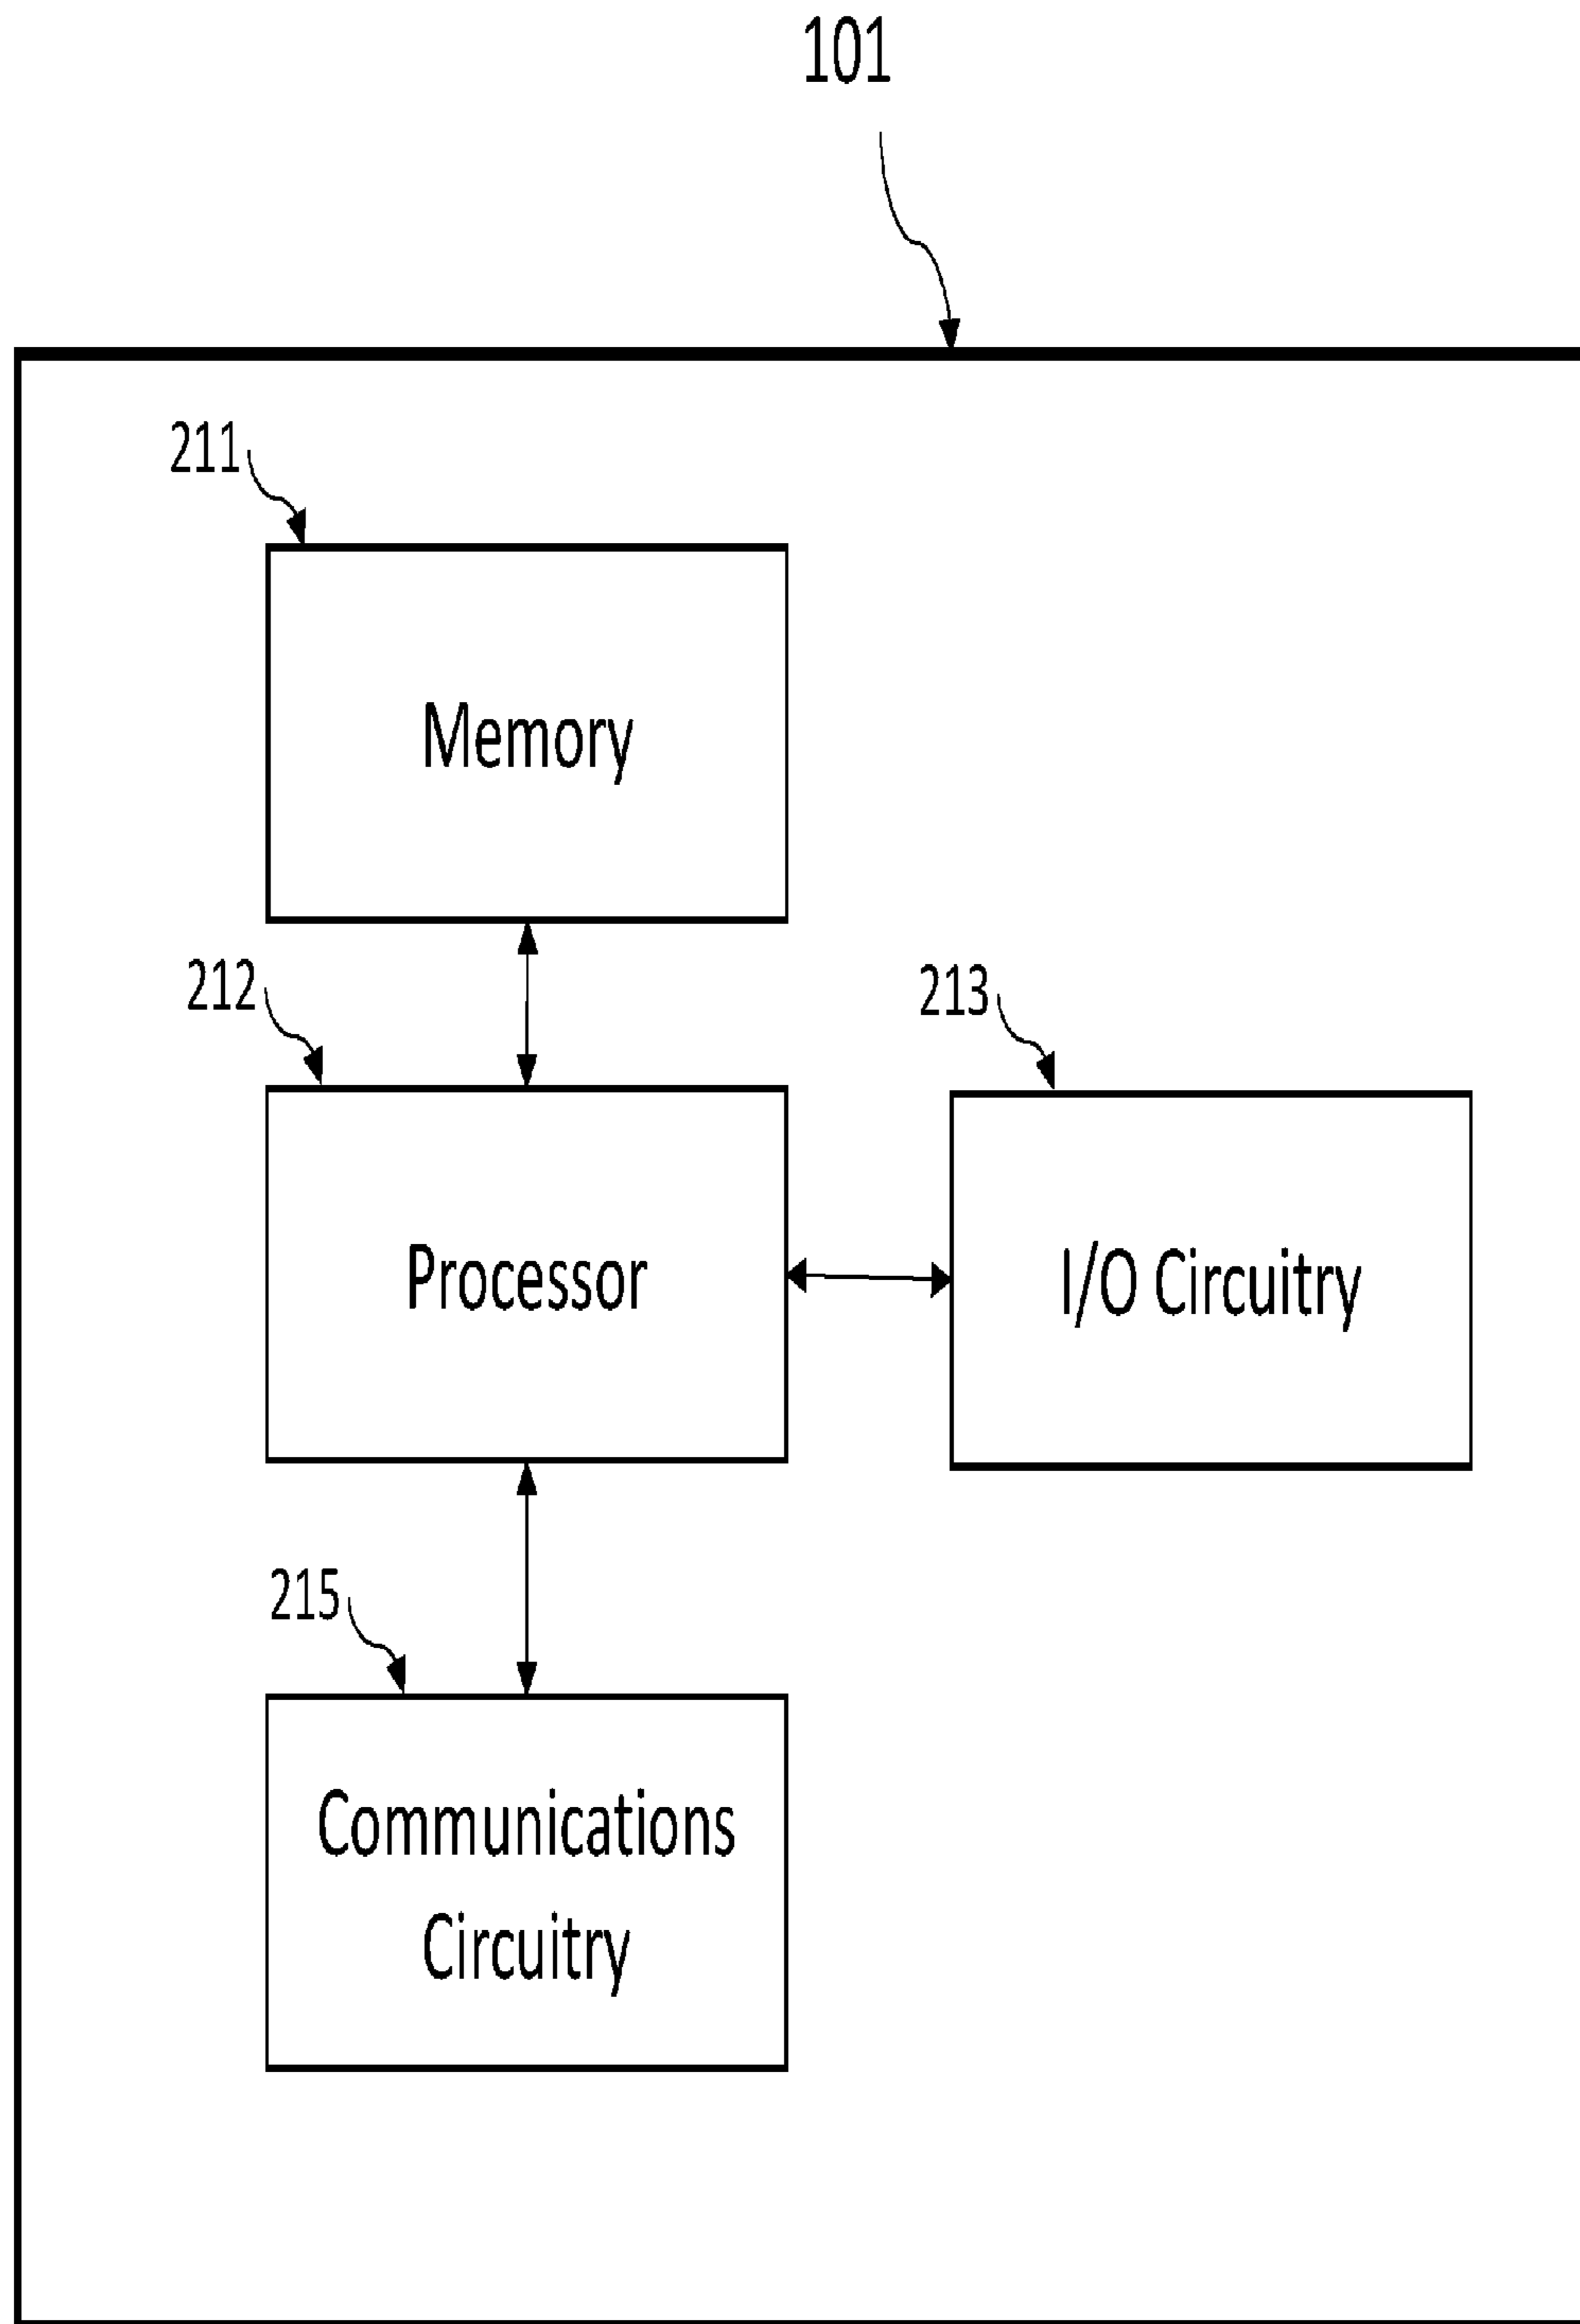 101
211
Memory
212
213
Processor
I/O Circuitry
215
Communications
Circuitry